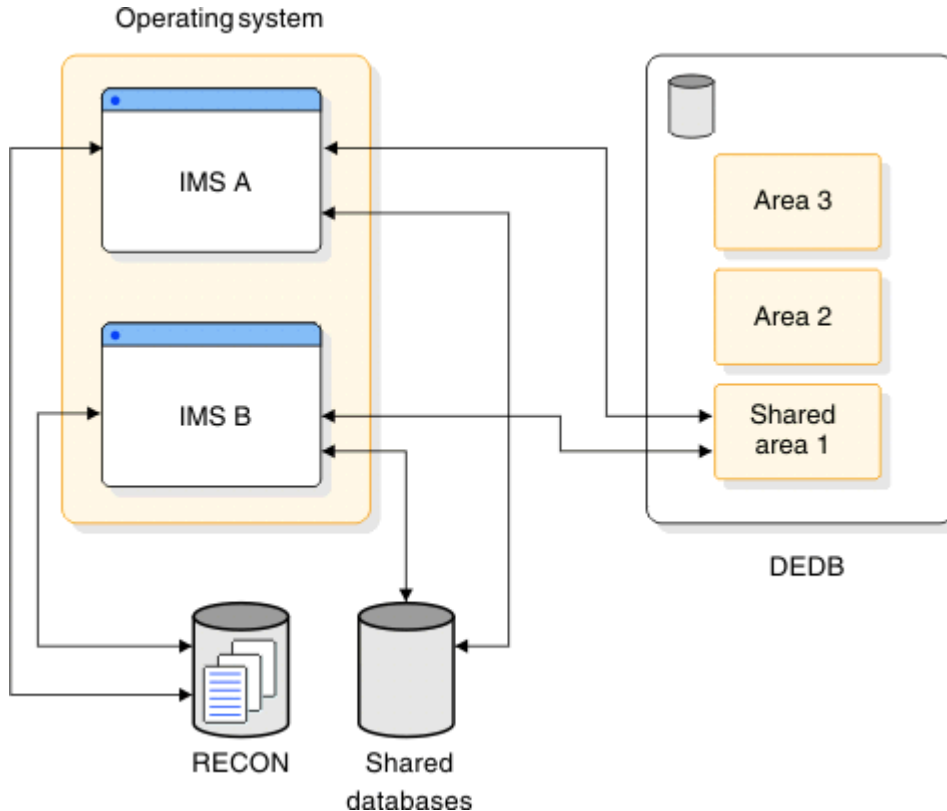 Operating system
IMS A
IMS B
Area 3
Area 2
Shared
area 1
DEDB
RECON
Shared
databases